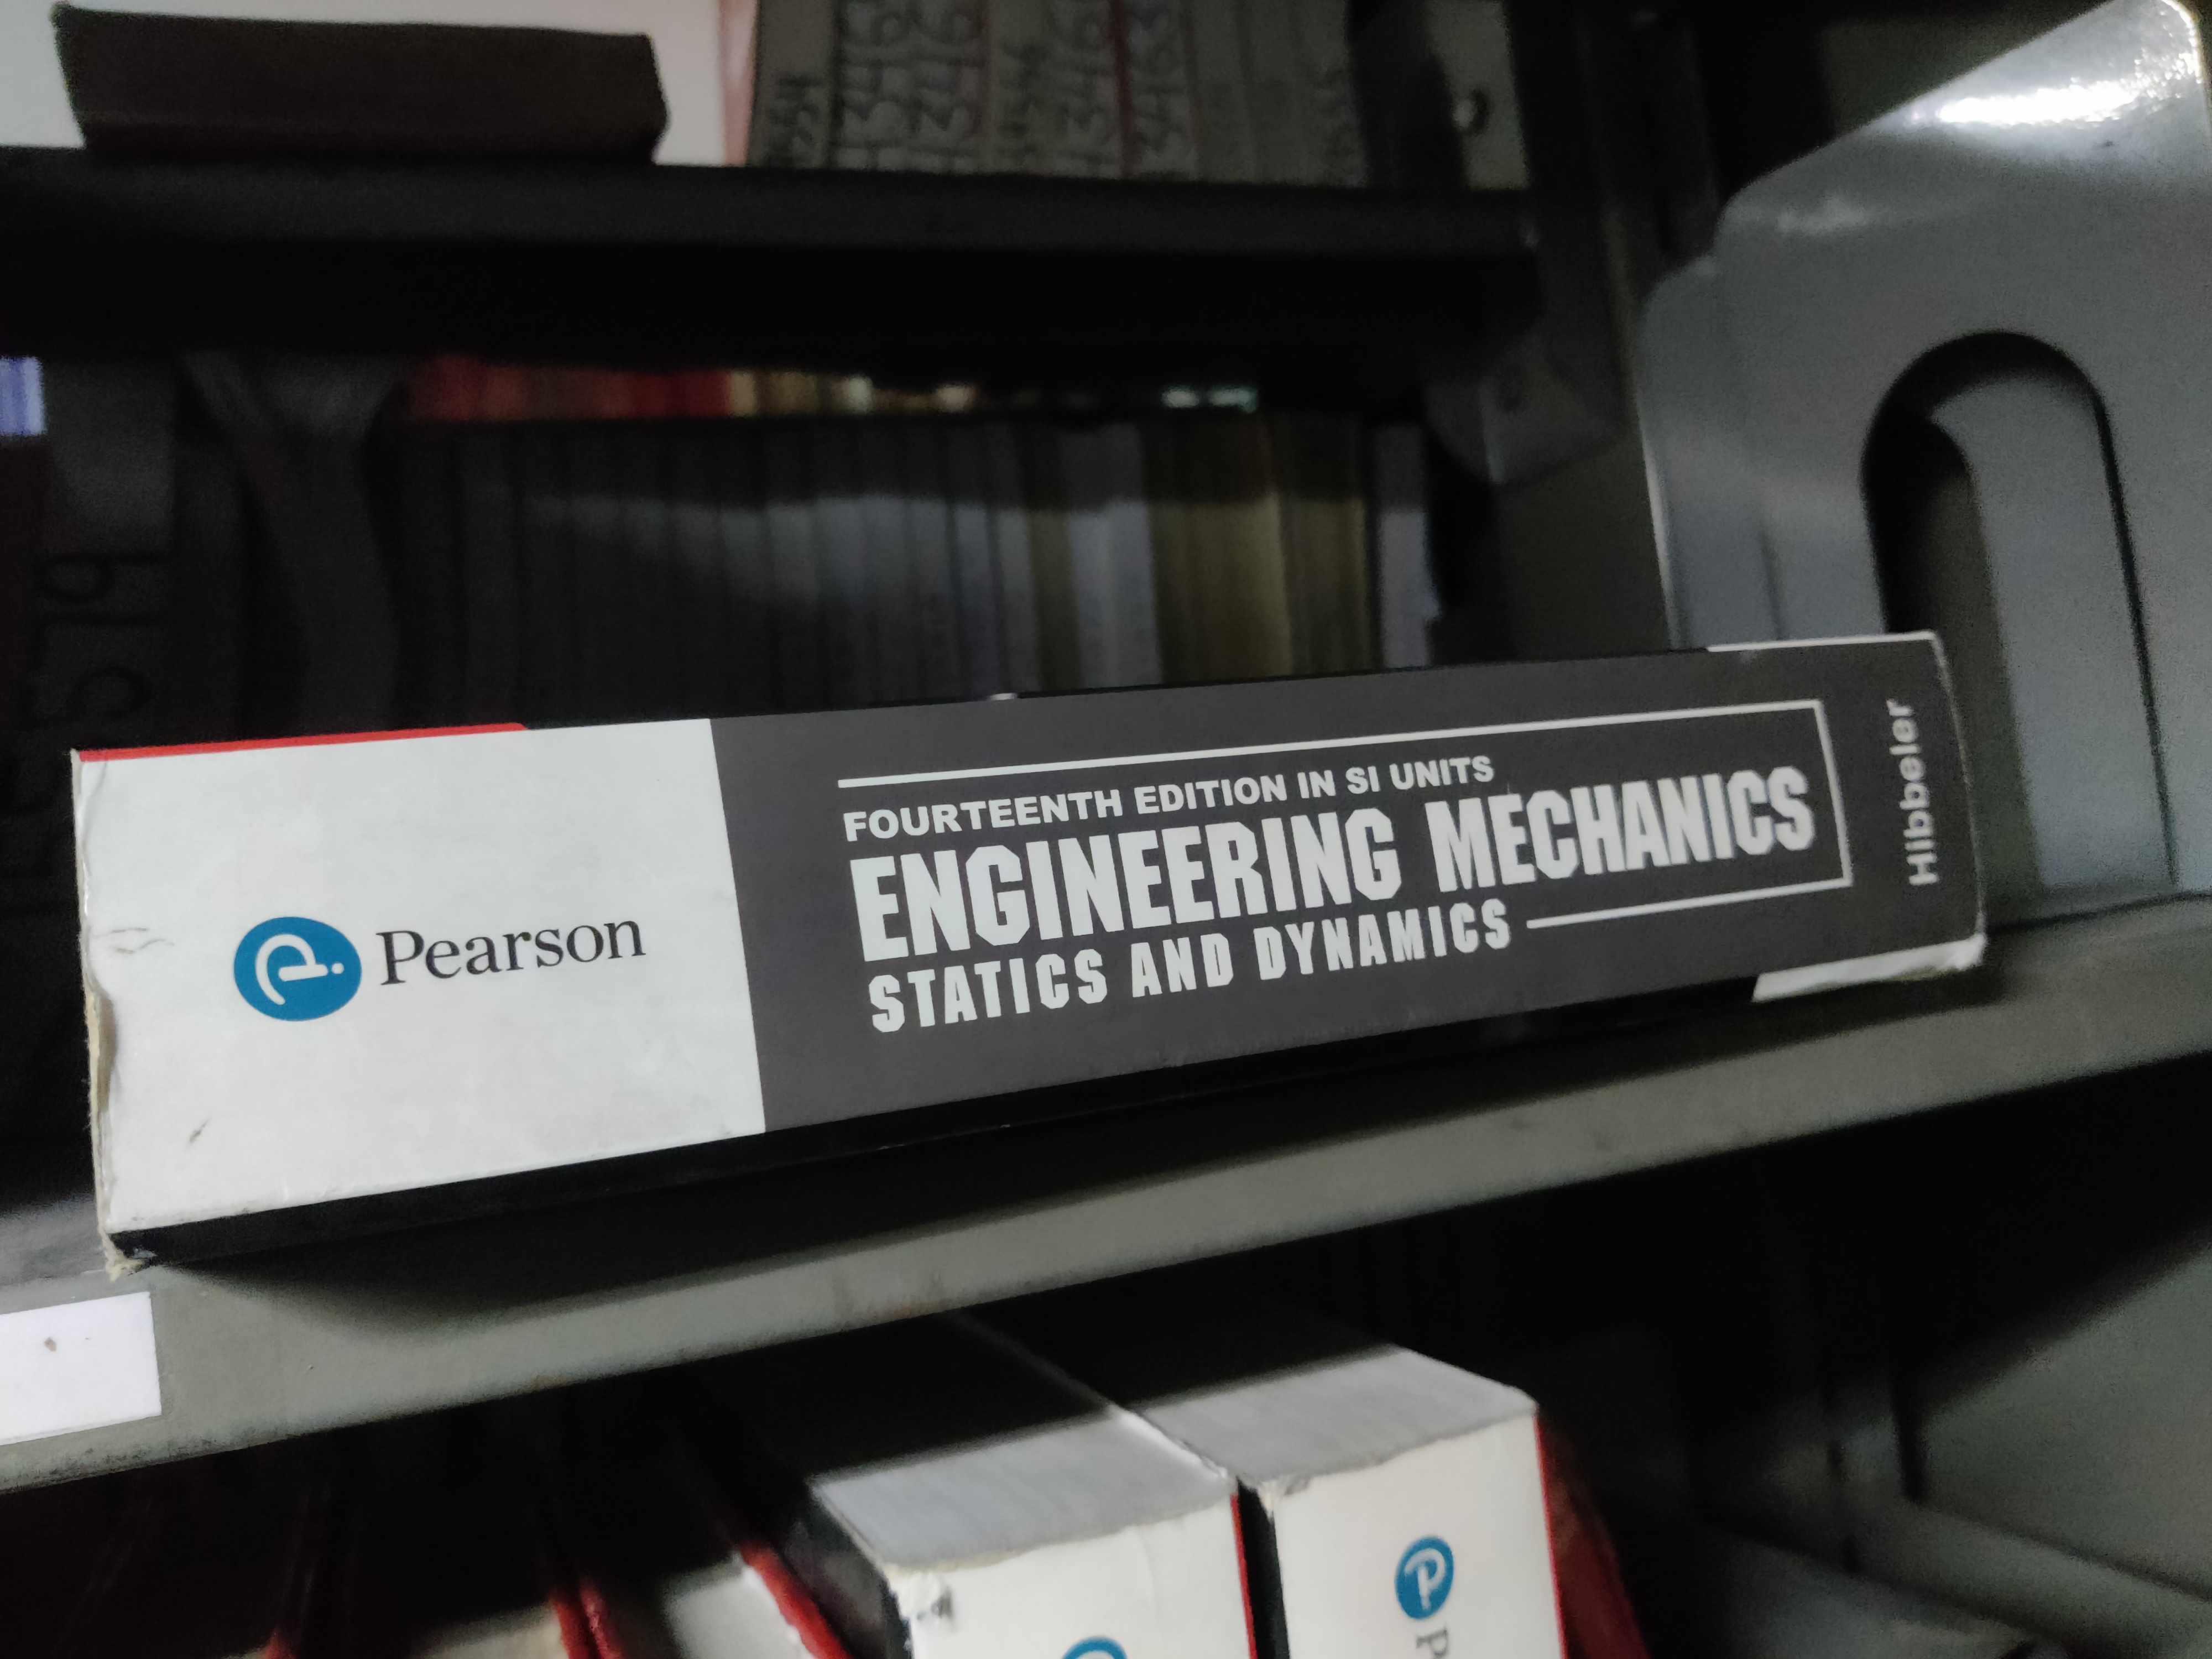 Pearson
FOURTEENTH EDITION IN SI UNITS
ENGINEERING MECHANICS
STATICS AND DYNAMICS
Hibbeler